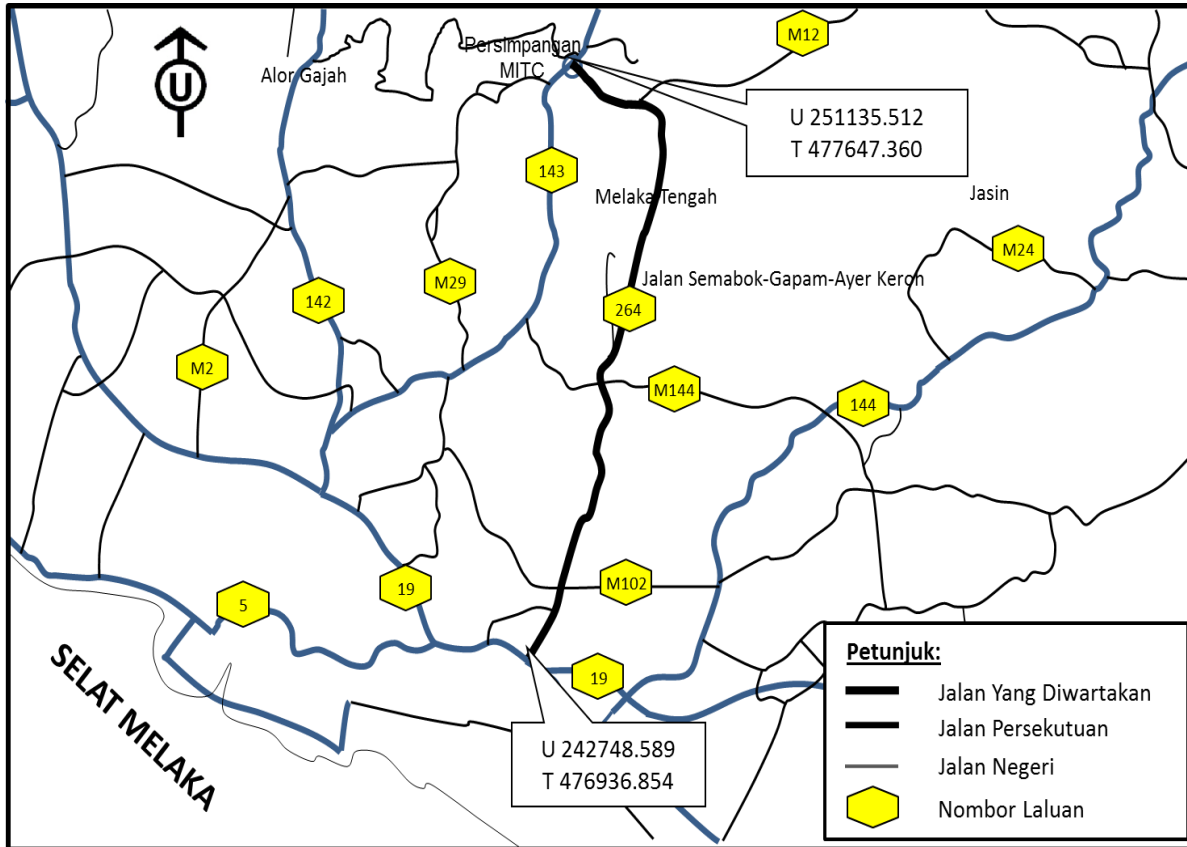 M12
Persimpangan
MITC
Alor Gajah
U
U 251135.512
T 477647.360
143
Melaka Tengah
Jasin
M24
M29
Jalan Semabok-Gapam-Ayer Keroh
142
264
M2
M144
144
M102
19
5
19
SELAT MELAKA
U 242748.589
T 476936.854
Petunjuk:
Jalan Yang Diwartakan
Jalan Persekutuan
Jalan Negeri
Nombor Laluan